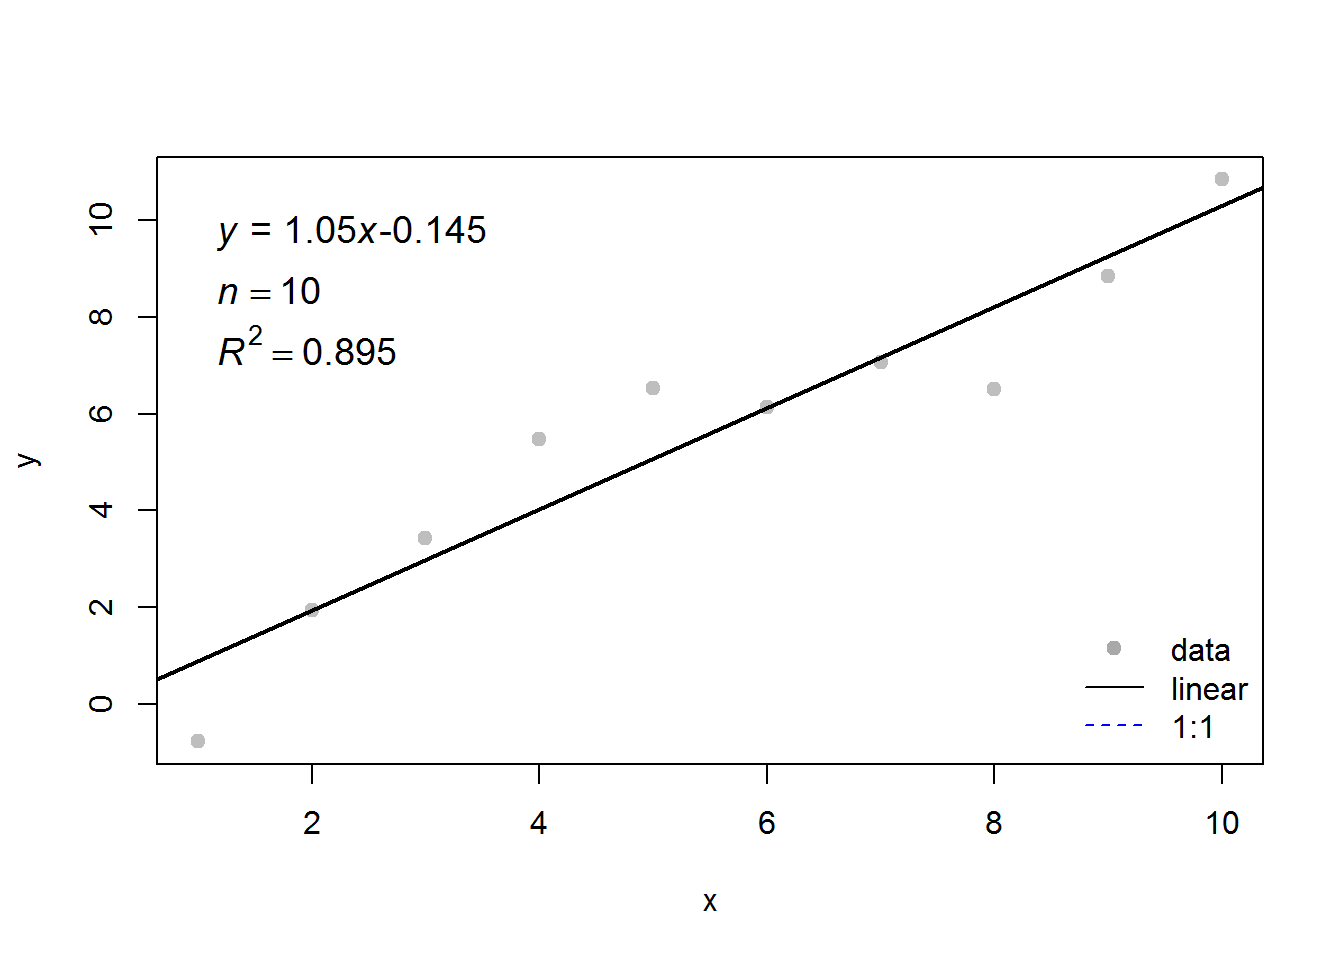 y = 1.05x-0.145
n = 10
R² = 0.895
10
8
6
4
2
0
y
data
linear
1:1
2 4 6 8 10
x